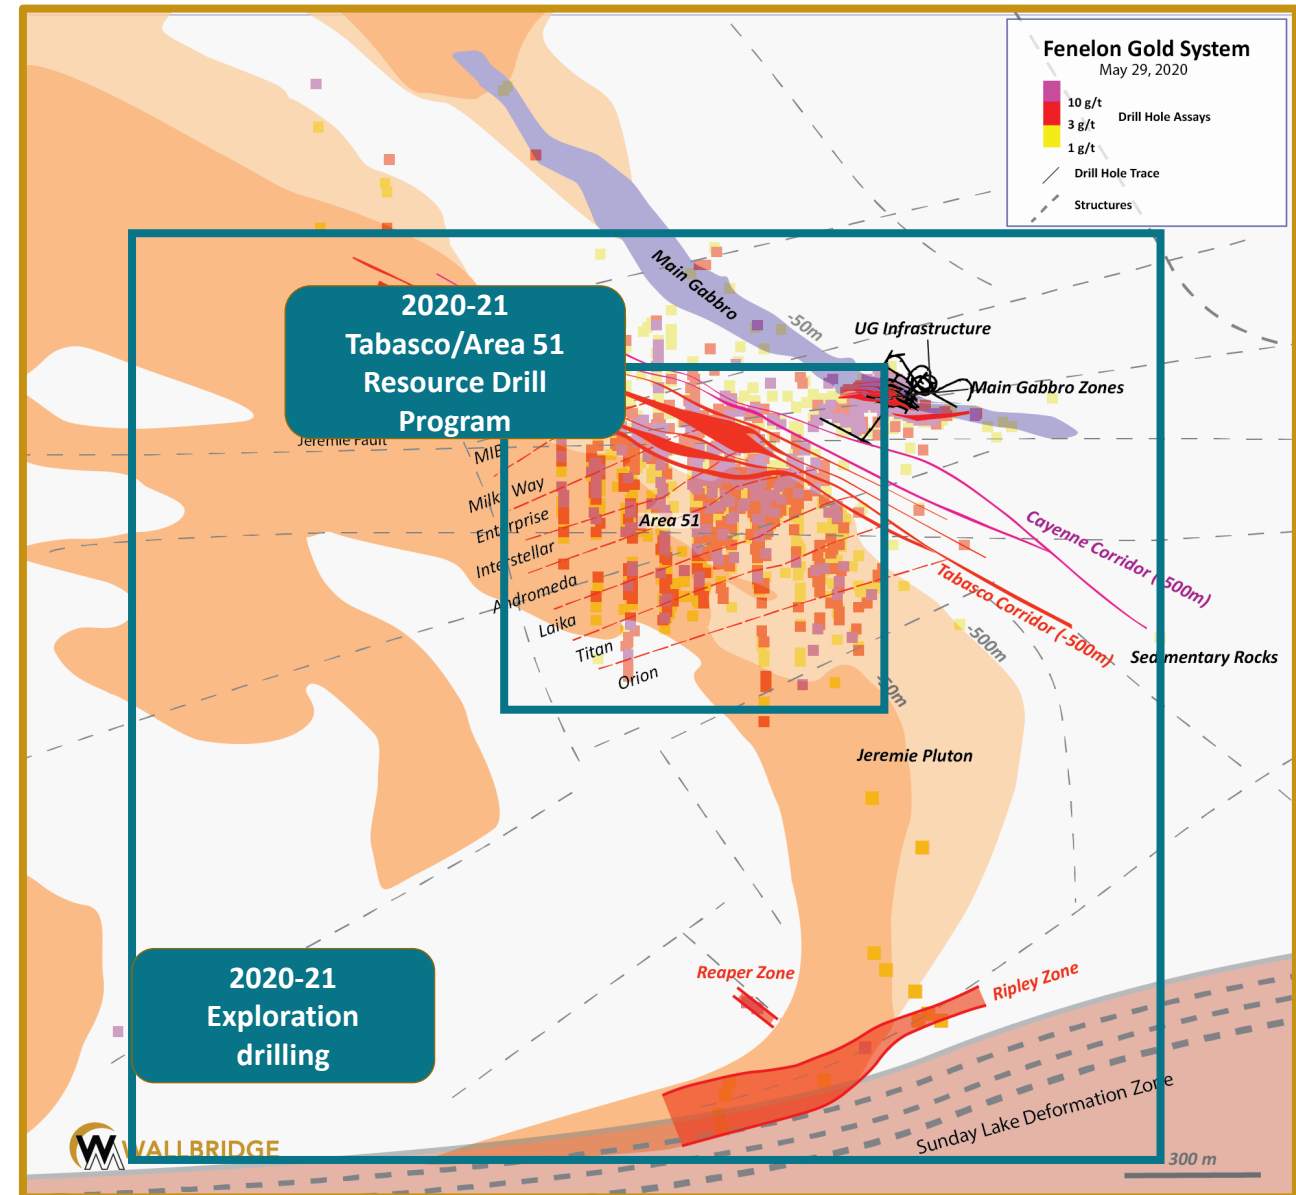 Fenelon Gold System
May 29, 2020
10 g/t
3 g/t
1 g/t
Drill Hole Assays
Drill Hole Trace
Structures
Main Gabbro
-50m
UG Infrastructure
Main Gabbro Zones
2020-21
Tabasco/Area 51
Resource Drill
Program
Jeremie Fault
Milky Way
Enterprise
Interstellar
Andromeda
Laika
Titan
Orion
Area 51
Cayenne Corridor (-500m)
Tabasco Corridor (-500m)
-500m
Sedimentary Rocks
-50m
Jeremie Pluton
Reaper Zone
Ripley Zone
2020-21
Exploration
drilling
Sunday Lake Deformation Zone
WALLBRIDGE
300 m